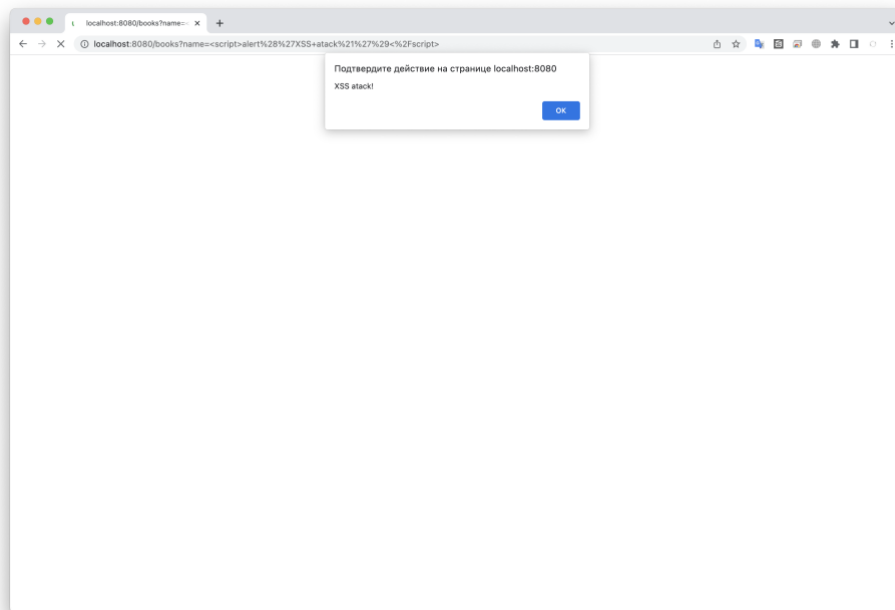 localhost:8080/books?name=<
localhost:8080/books?name=<script>alert%28%27XSS+atack%21%27%29<%2Fscript>
Подтвердите действие на странице localhost:8080
XSS atack!
ОК